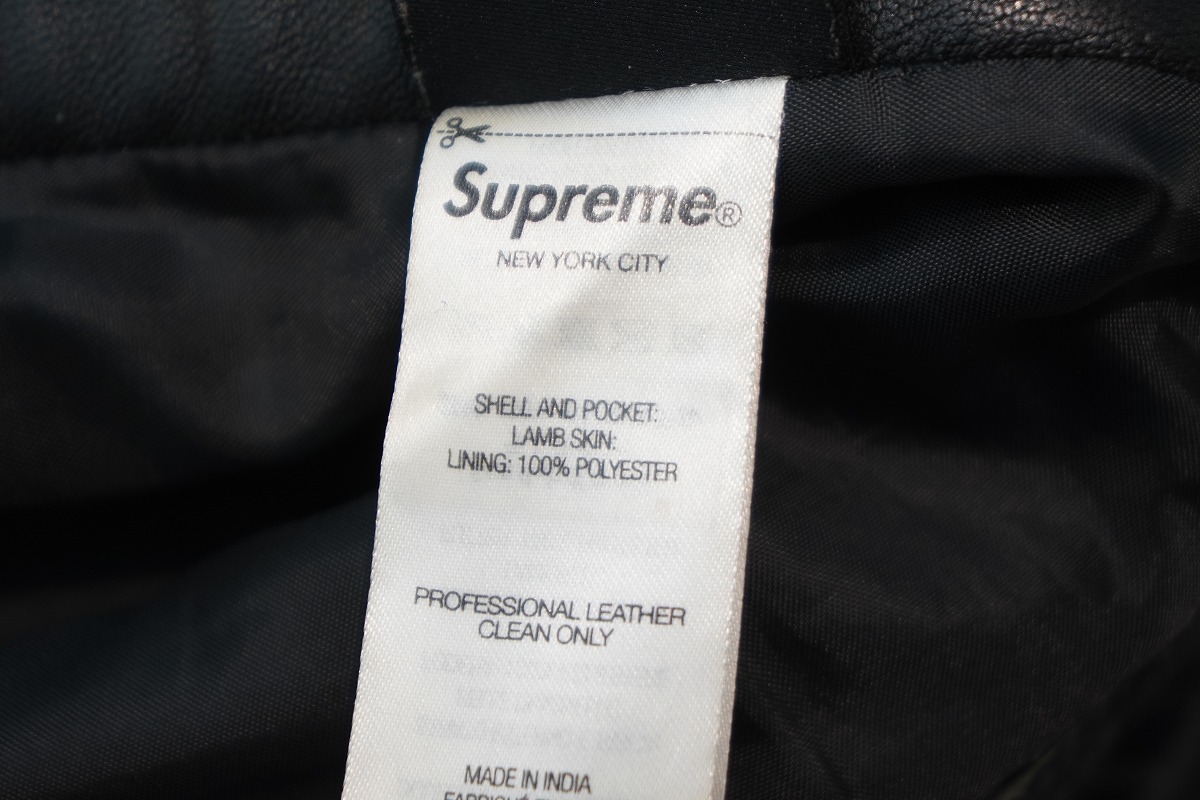 Supreme®
NEW YORK CITY
SHELL AND POCKET:
LAMB SKIN:
LINING: 100% POLYESTER
PROFESSIONAL LEATHER
CLEAN ONLY
MADE IN INDIA